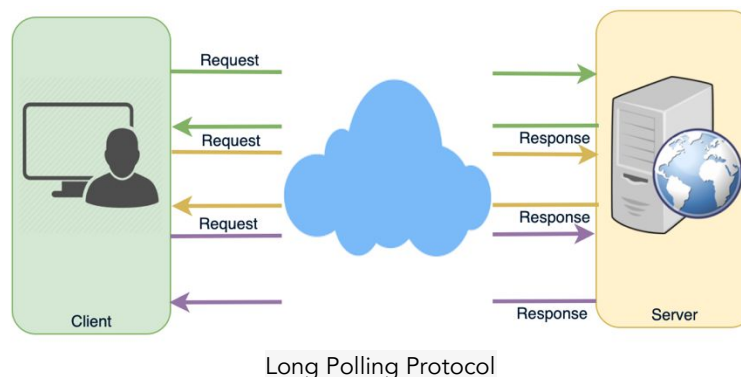 Request
Request
Response
Request
Response
Response
Client
Server
Long Polling Protocol